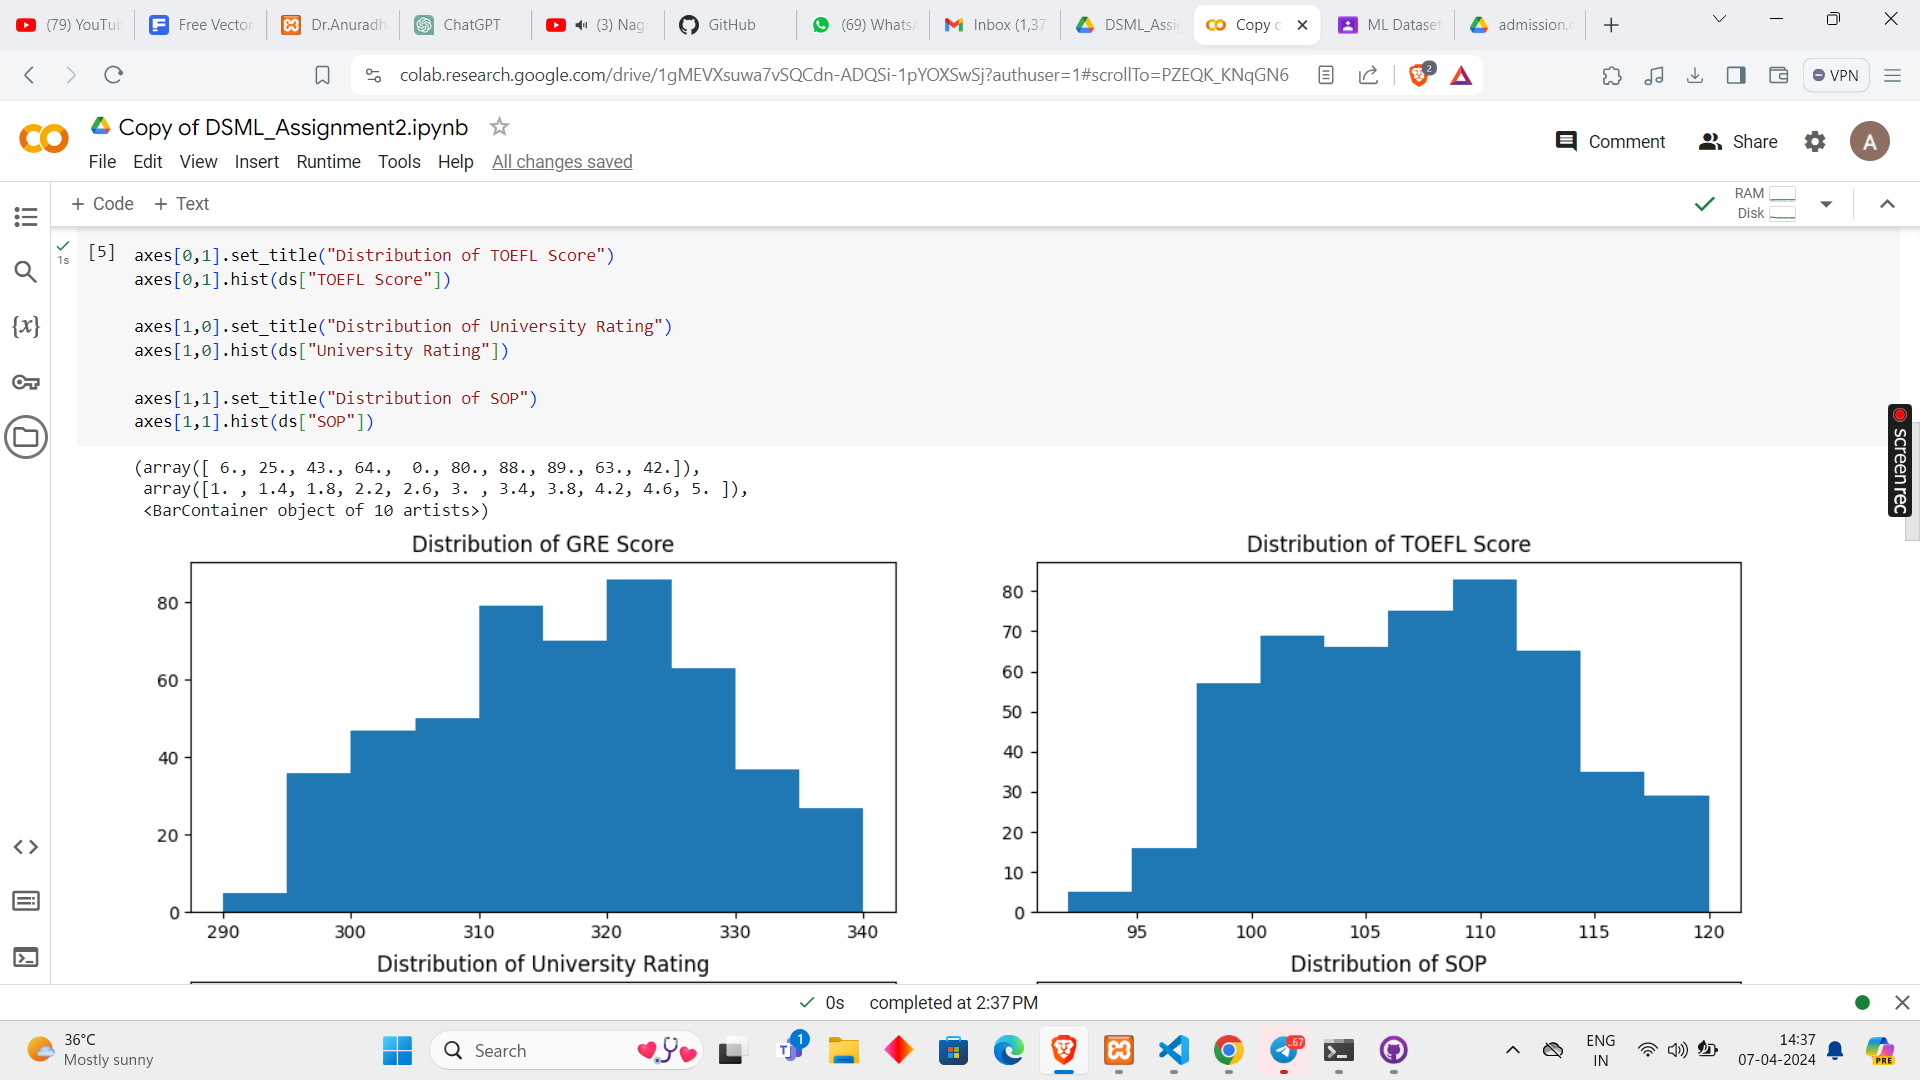 (79) YouTub
Free Vector
Dr.Anuradh
ChatGPT
(3) Nag
GitHub
(69) WhatsA
Inbox (1,37
DSML_Assig
Copy c
ML Dataset
admission.c
colab.research.google.com/drive/1gMEVXsuwa7vSQCdn-ADQSi-1pYOXSwSj?authuser=1#scrollTo=PZEQK_KNqGN6
2
VPN
Copy of DSML_Assignment2.ipynb
File Edit View Insert Runtime Tools Help All changes saved
Comment
Share
A
+ Code + Text
RAM
Disk
1s
[5]
axes[0,1].set_title("Distribution of TOEFL Score")
axes[0,1].hist(ds["TOEFL Score"])
axes[1,0].set_title("Distribution of University Rating")
axes[1,0].hist(ds["University Rating"])
axes[1,1].set_title("Distribution of SOP")
axes[1,1].hist(ds["SOP"])
(array([ 6., 25., 43., 64.,  0., 80., 88., 89., 63., 42.]),
 array([1. , 1.4, 1.8, 2.2, 2.6, 3. , 3.4, 3.8, 4.2, 4.6, 5. ]),
 <BarContainer object of 10 artists>)
screenrec
Distribution of GRE Score
80
60
40
20
0
290 300 310 320 330 340
Distribution of TOEFL Score
80
70
60
50
40
30
20
10
0
95 100 105 110 115 120
Distribution of University Rating
Distribution of SOP
0s completed at 2:37 PM
36°C
Mostly sunny
Search
1
..67
ENG
IN
14:37
07-04-2024
PRE